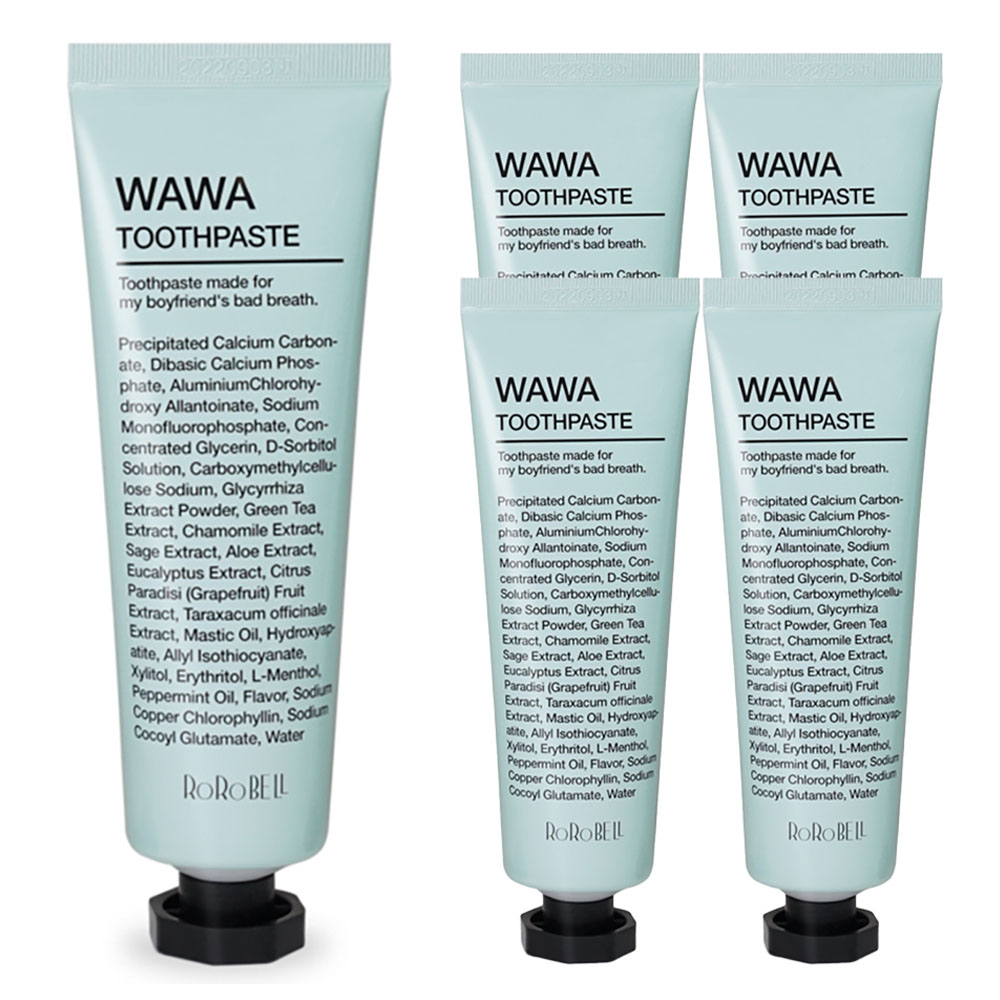 WAWA
TOOTHPASTE
Toothpaste made for
my boyfriend's bad breath.
Precipitated Calcium Carbon-
ate, Dibasic Calcium Phos-
phate, AluminiumChlorohy-
droxy Allantoinate, Sodium
Monofluorophosphate, Con-
centrated Glycerin, D-Sorbitol
Solution, Carboxymethylcellu-
lose Sodium, Glycyrrhiza
Extract Powder, Green Tea
Extract, Chamomile Extract,
Sage Extract, Aloe Extract,
Eucalyptus Extract, Citrus
Paradisi (Grapefruit) Fruit
Extract, Taraxacum officinale
Extract, Mastic Oil, Hydroxyap-
atite, Allyl Isothiocyanate,
Xylitol, Erythritol, L-Menthol,
Peppermint Oil, Flavor, Sodium
Copper Chlorophyllin, Sodium
Cocoyl Glutamate, Water
RoRoBELL
WAWA
TOOTHPASTE
Toothpaste made for
my boyfriend's bad breath.
Precipitated Calcium Carbon-
WAWA
TOOTHPASTE
Toothpaste made for
my boyfriend's bad breath.
Precipitated Calcium Carbon-
WAWA
TOOTHPASTE
Toothpaste made for
my boyfriend's bad breath.
Precipitated Calcium Carbon-
ate, Dibasic Calcium Phos-
phate, AluminiumChlorohy-
droxy Allantoinate, Sodium
Monofluorophosphate, Con-
centrated Glycerin, D-Sorbitol
Solution, Carboxymethylcellu-
lose Sodium, Glycyrrhiza
Extract Powder, Green Tea
Extract, Chamomile Extract,
Sage Extract, Aloe Extract,
Eucalyptus Extract, Citrus
Paradisi (Grapefruit) Fruit
Extract, Taraxacum officinale
Extract, Mastic Oil, Hydroxyap-
atite, Allyl Isothiocyanate,
Xylitol, Erythritol, L-Menthol,
Peppermint Oil, Flavor, Sodium
Copper Chlorophyllin, Sodium
Cocoyl Glutamate, Water
RoRoBELL
WAWA
TOOTHPASTE
Toothpaste made for
my boyfriend's bad breath.
Precipitated Calcium Carbon-
ate, Dibasic Calcium Phos-
phate, AluminiumChlorohy-
droxy Allantoinate, Sodium
Monofluorophosphate, Con-
centrated Glycerin, D-Sorbitol
Solution, Carboxymethylcellu-
lose Sodium, Glycyrrhiza
Extract Powder, Green Tea
Extract, Chamomile Extract,
Sage Extract, Aloe Extract,
Eucalyptus Extract, Citrus
Paradisi (Grapefruit) Fruit
Extract, Taraxacum officinale
Extract, Mastic Oil, Hydroxyap-
atite, Allyl Isothiocyanate,
Xylitol, Erythritol, L-Menthol,
Peppermint Oil, Flavor, Sodium
Copper Chlorophyllin, Sodium
Cocoyl Glutamate, Water
RoRoBELL